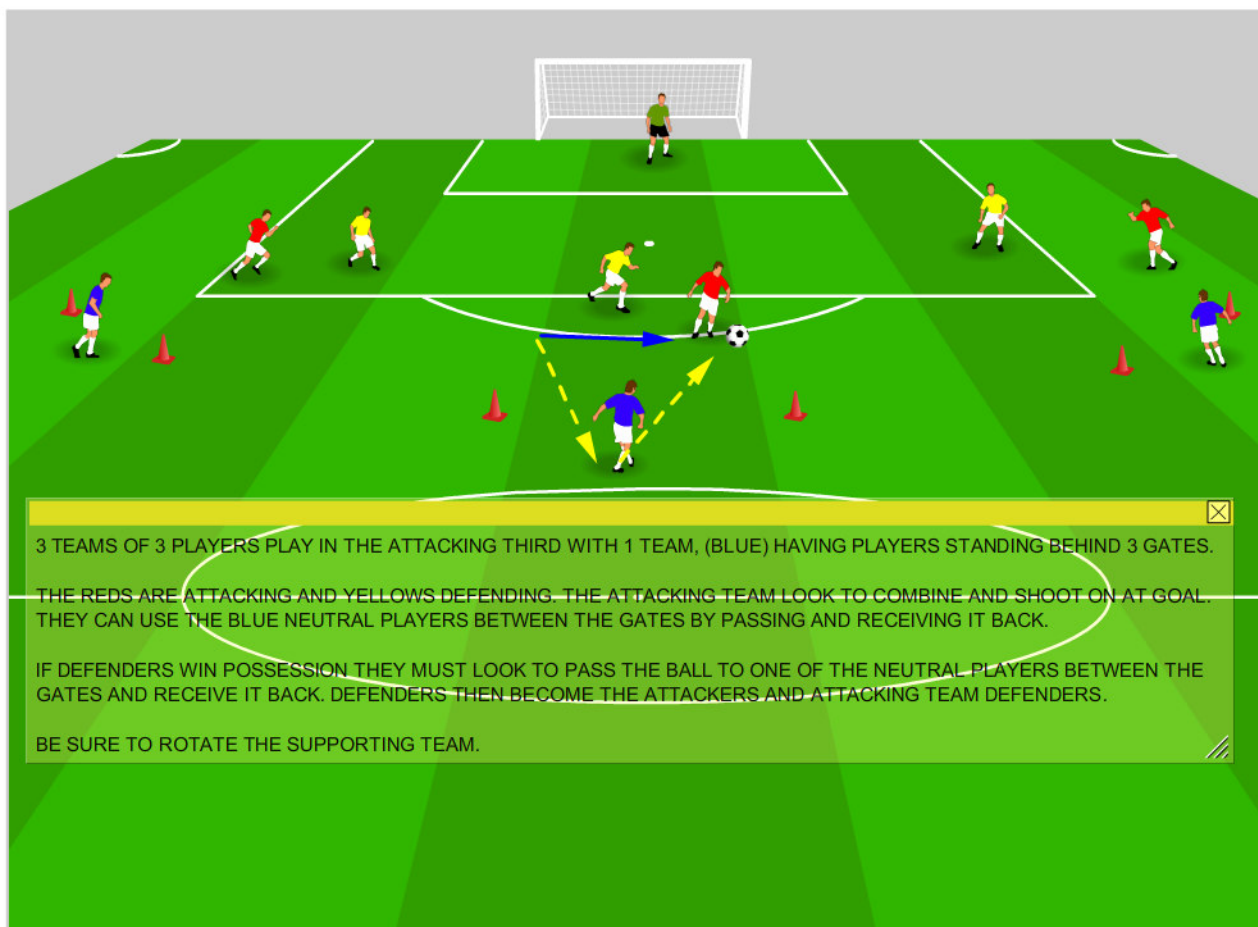 3 TEAMS OF 3 PLAYERS PLAY IN THE ATTACKING THIRD WITH 1 TEAM, (BLUE) HAVING PLAYERS STANDING BEHIND 3 GATES.
THE REDS ARE ATTACKING AND YELLOWS DEFENDING. THE ATTACKING TEAM LOOK TO COMBINE AND SHOOT ON AT GOAL.
THEY CAN USE THE BLUE NEUTRAL PLAYERS BETWEEN THE GATES BY PASSING AND RECEIVING IT BACK.
IF DEFENDERS WIN POSSESSION THEY MUST LOOK TO PASS THE BALL TO ONE OF THE NEUTRAL PLAYERS BETWEEN THE
GATES AND RECEIVE IT BACK. DEFENDERS THEN BECOME THE ATTACKERS AND ATTACKING TEAM DEFENDERS.
BE SURE TO ROTATE THE SUPPORTING TEAM.